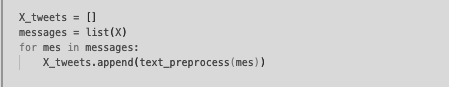 X_tweets = []
messages = list(X)
for mes in messages:
    X_tweets.append(text_preprocess(mes))